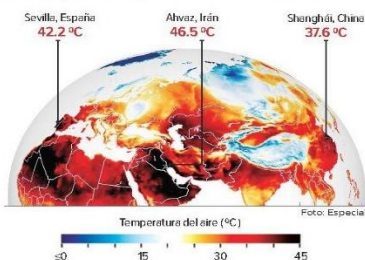 Sevilla, España
42.2 ºC
Ahvaz, Irán
46.5 ºC
Shanghái, China
37.6 ºC
Foto: Especial
Temperatura del aire (ºC)
≤0 15 30 45